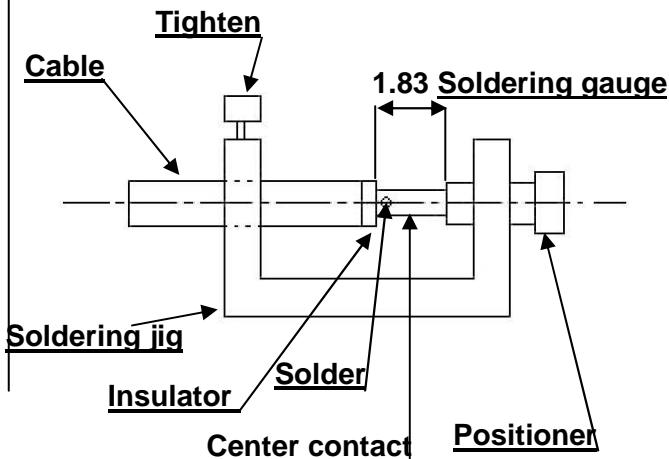 Tighten
Cable
1.83 Soldering gauge
Soldering jig
Solder
Insulator
Positioner
Center contact